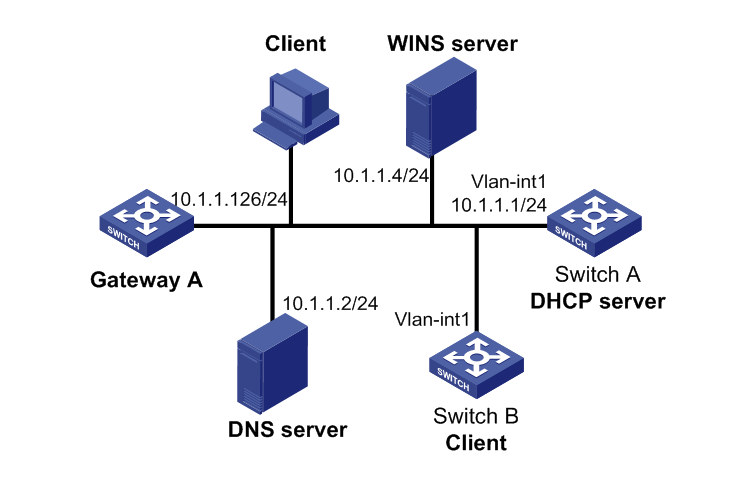 Client
WINS server
10.1.1.4/24
Vlan-int1
10.1.1.126/24
10.1.1.1/24
SWITCH
SWITCH
Gateway A
Switch A
DHCP server
10.1.1.2/24
Vlan-int1
SWITCH
DNS server
Switch B
Client